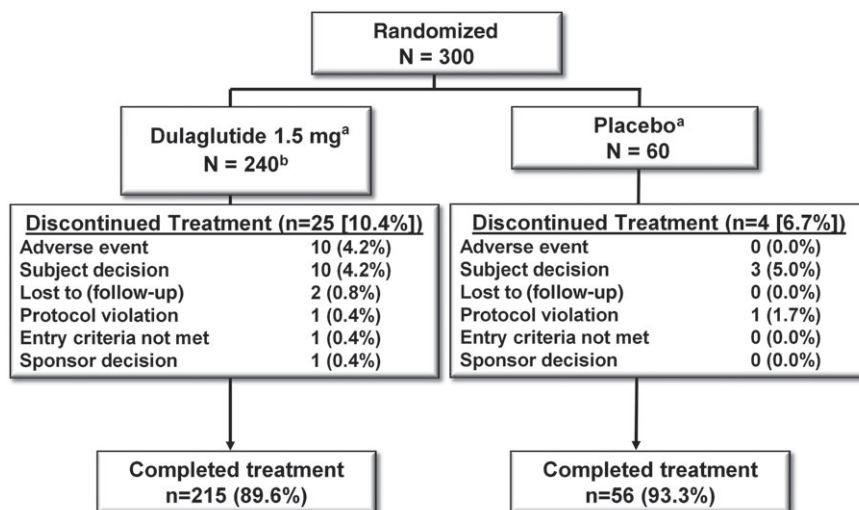 Randomized
N = 300
Dulaglutide 1.5 mgᵃ
N = 240ᵇ
Placeboᵃ
N = 60
Discontinued Treatment (n=25 [10.4%])
Adverse event 10 (4.2%)
Subject decision 10 (4.2%)
Lost to (follow-up) 2 (0.8%)
Protocol violation 1 (0.4%)
Entry criteria not met 1 (0.4%)
Sponsor decision 1 (0.4%)
Discontinued Treatment (n=4 [6.7%])
Adverse event 0 (0.0%)
Subject decision 3 (5.0%)
Lost to (follow-up) 0 (0.0%)
Protocol violation 1 (1.7%)
Entry criteria not met 0 (0.0%)
Sponsor decision 0 (0.0%)
Completed treatment
n=215 (89.6%)
Completed treatment
n=56 (93.3%)